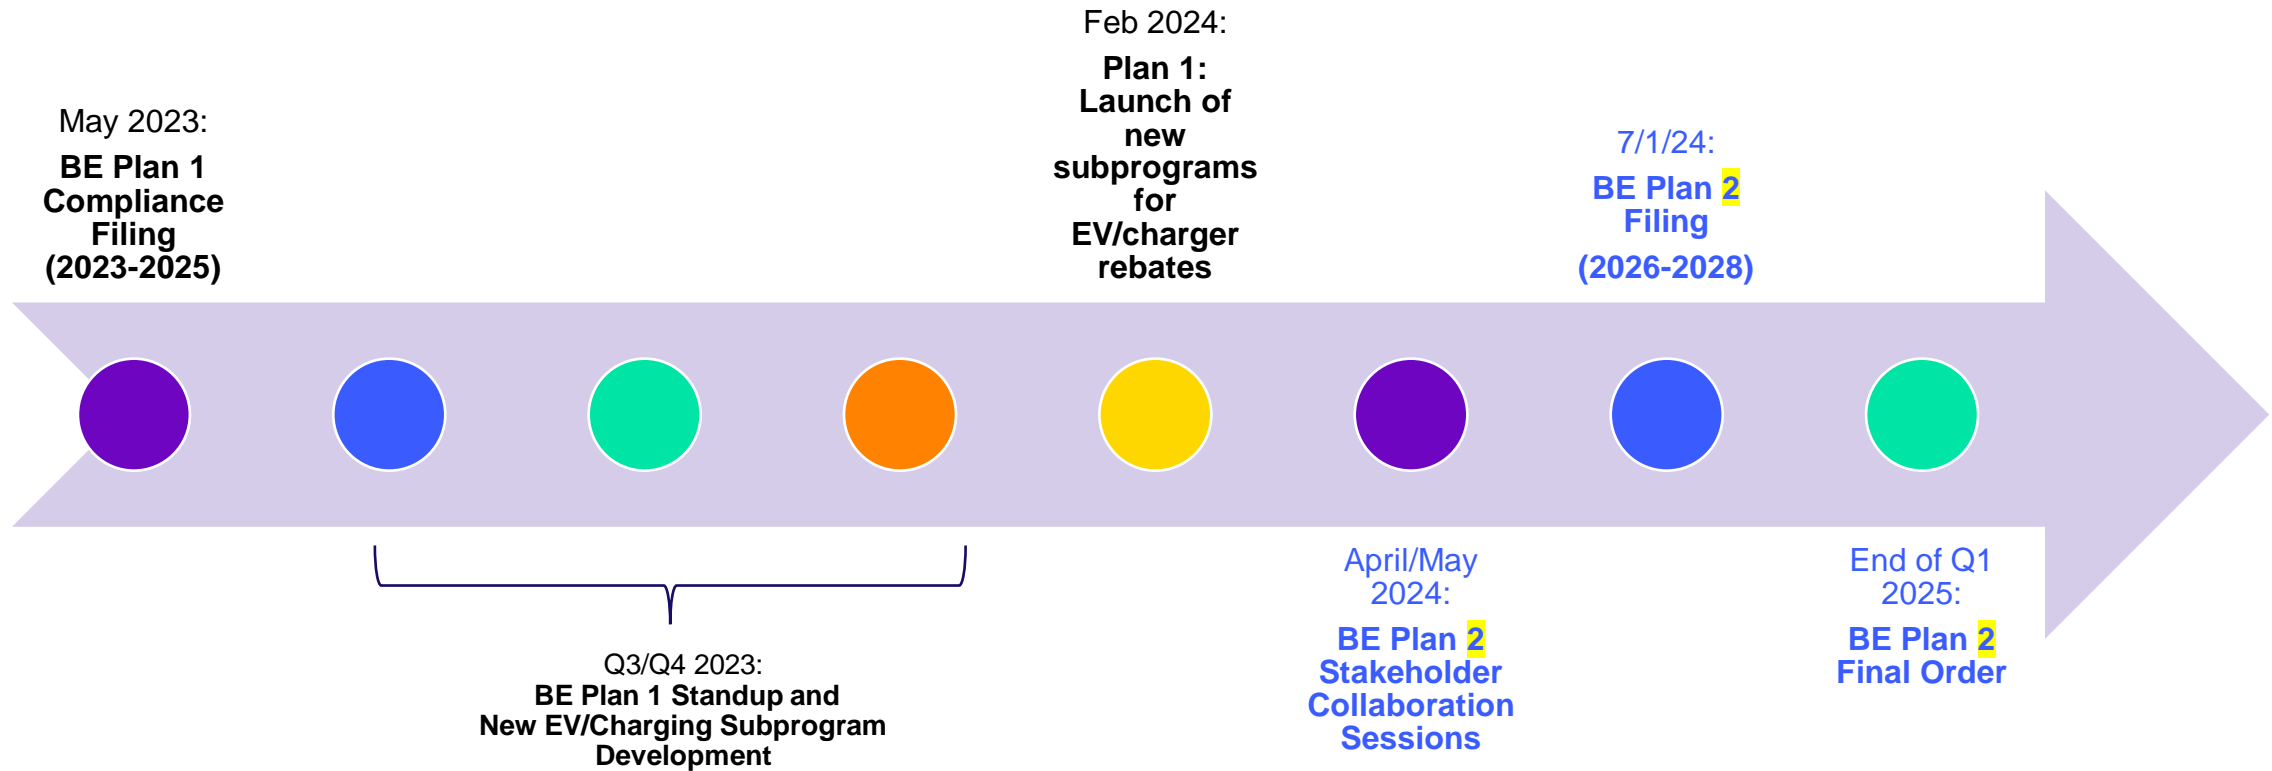 May 2023:
BE Plan 1
Compliance
Filing
(2023-2025)
Q3/Q4 2023:
BE Plan 1 Standup and
New EV/Charging Subprogram
Development
Feb 2024:
Plan 1:
Launch of
new
subprograms
for
EV/charger
rebates
April/May
2024:
BE Plan 2
Stakeholder
Collaboration
Sessions
7/1/24:
BE Plan 2
Filing
(2026-2028)
End of Q1
2025:
BE Plan 2
Final Order